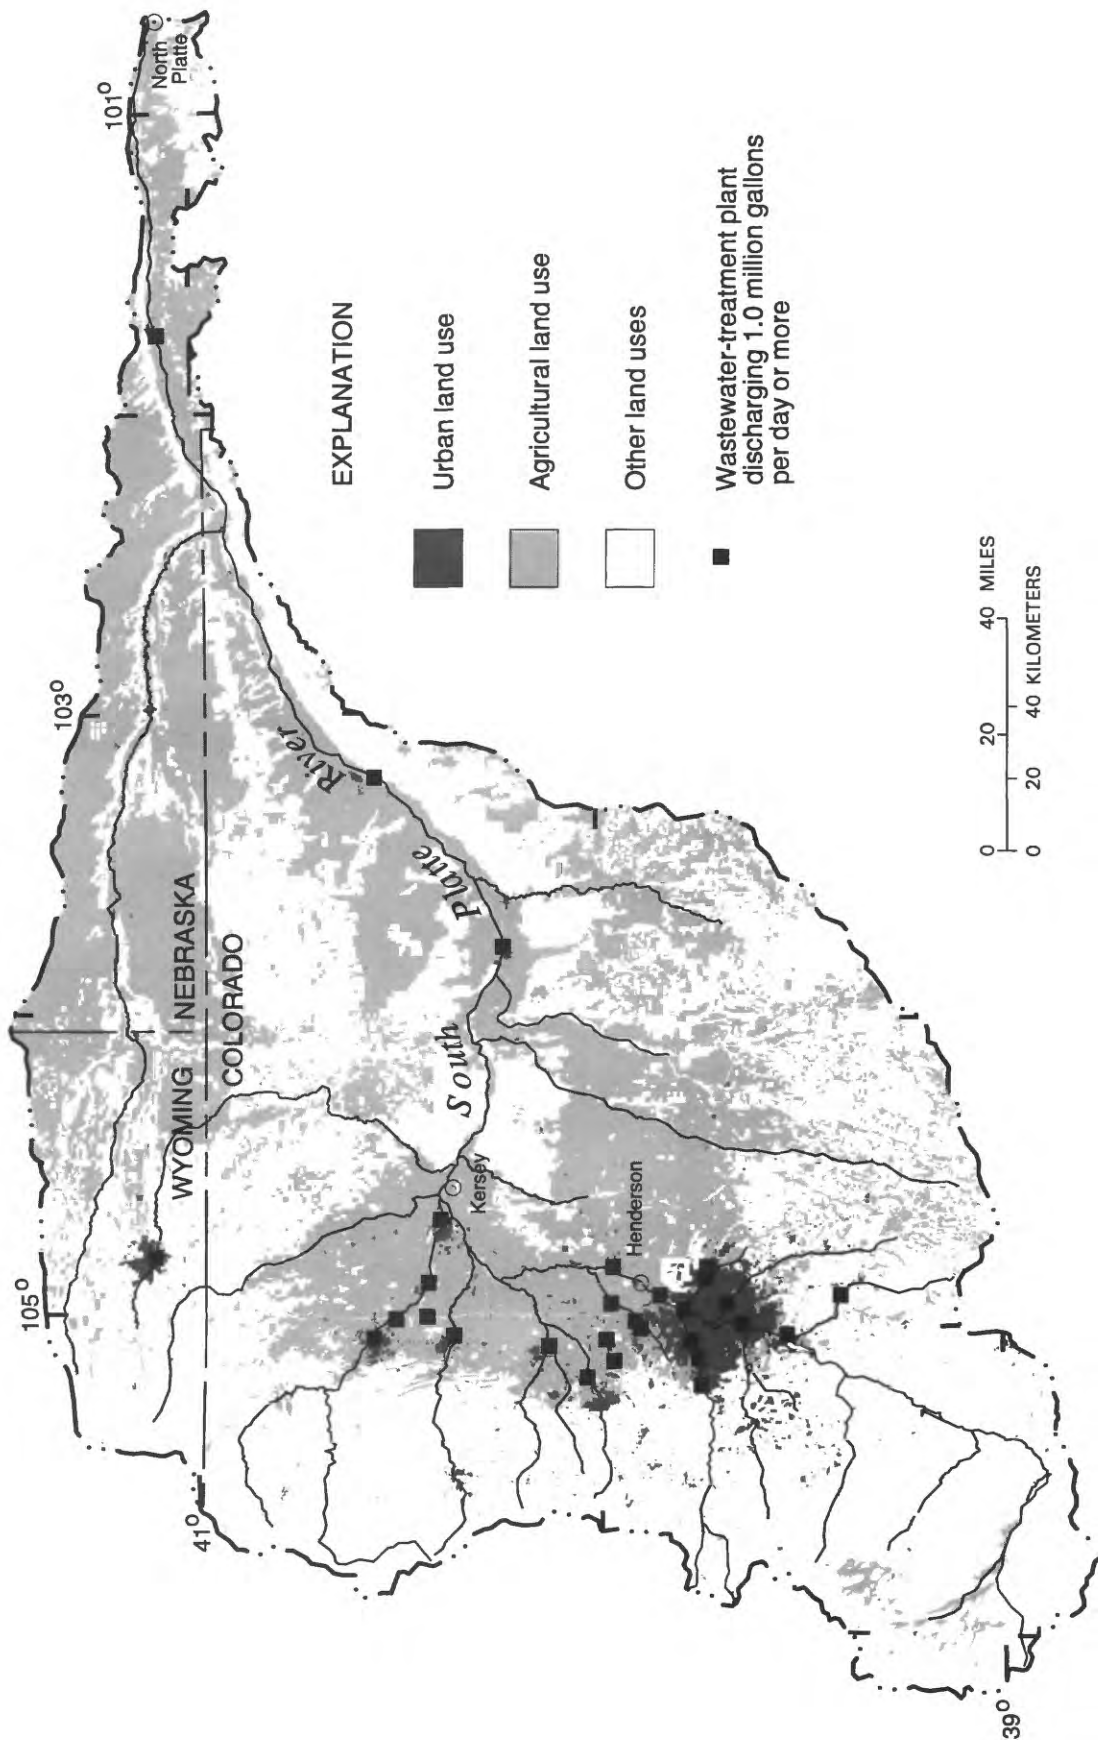 105°
103°
101°
41°
39°
WYOMING
NEBRASKA
COLORADO
North
Platte
South
Platte
River
Kersey
Henderson
EXPLANATION
Urban land use
Agricultural land use
Other land uses
Wastewater-treatment plant
discharging 1.0 million gallons
per day or more
0 20 40 MILES
0 20 40 KILOMETERS